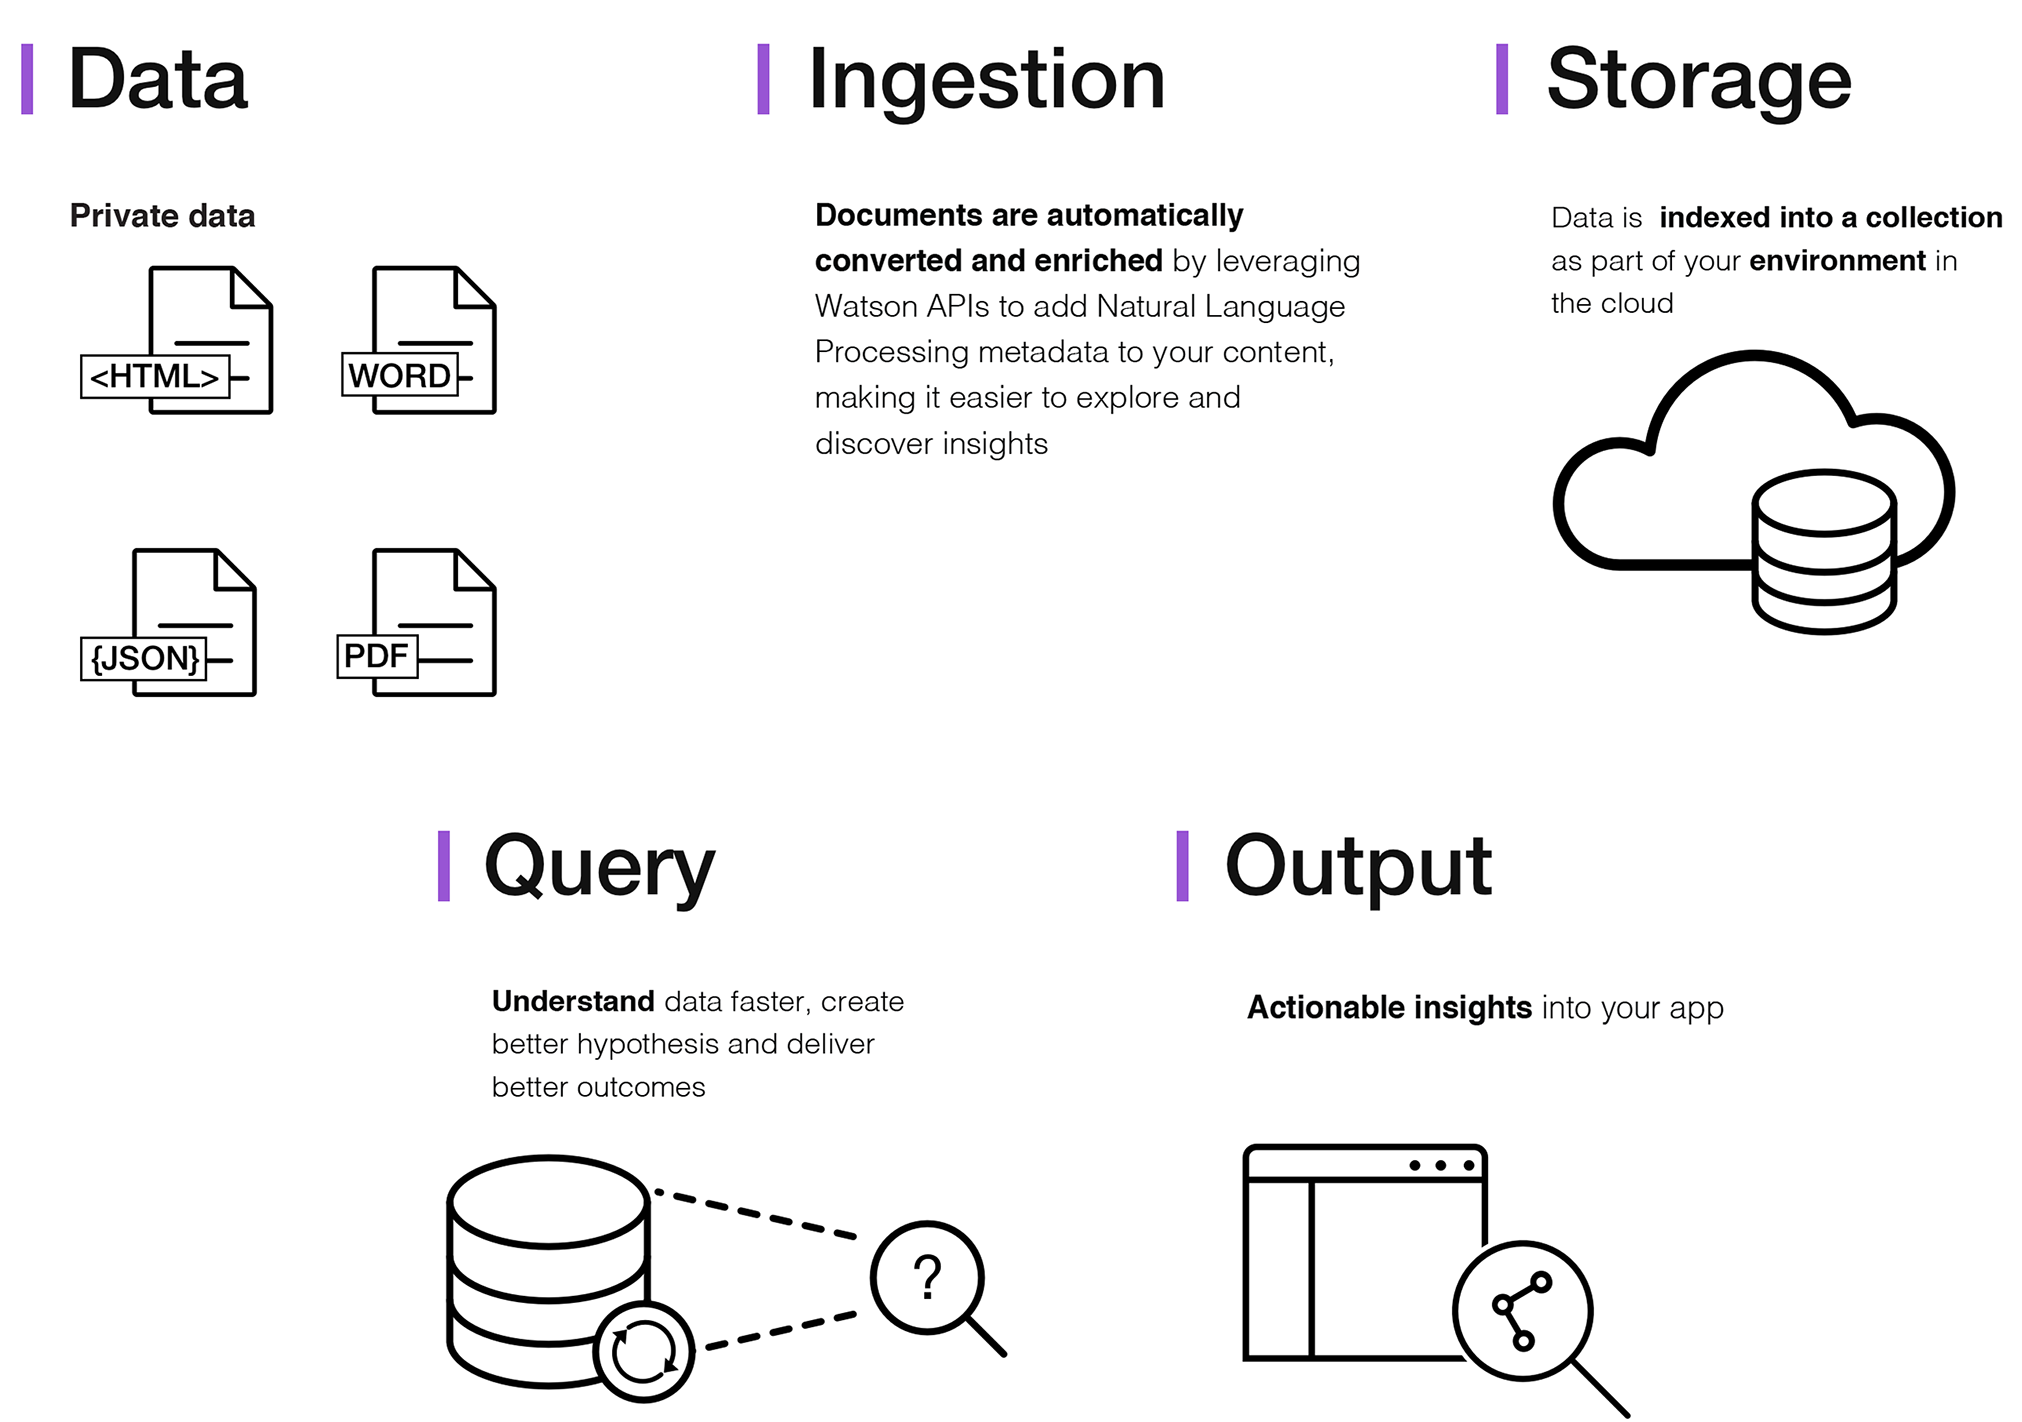 Data
Private data
<HTML>
WORD
{JSON}
PDF
Ingestion
Documents are automatically
converted and enriched by leveraging
Watson APIs to add Natural Language
Processing metadata to your content,
making it easier to explore and
discover insights
Storage
Data is indexed into a collection
as part of your environment in
the cloud
Query
Understand data faster, create
better hypothesis and deliver
better outcomes
?
Output
Actionable insights into your app